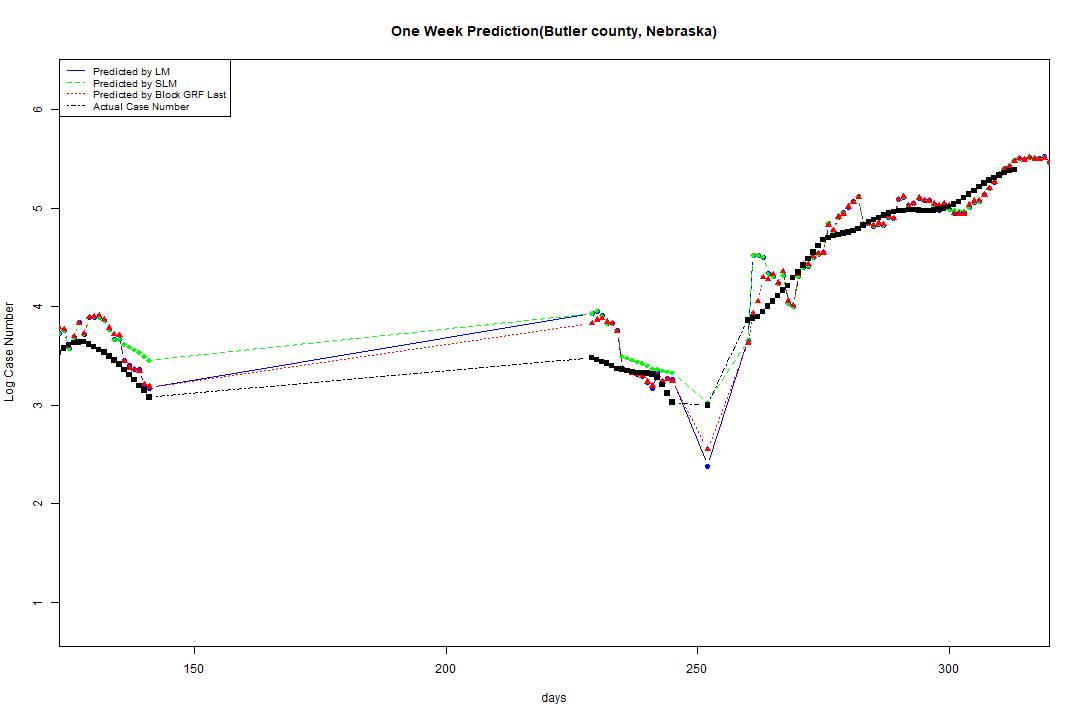 One Week Prediction(Butler county, Nebraska)
Predicted by LM
Predicted by SLM
Predicted by Block GRF Last
Actual Case Number
6
5
4
3
2
1
Log Case Number
150
200
250
300
days